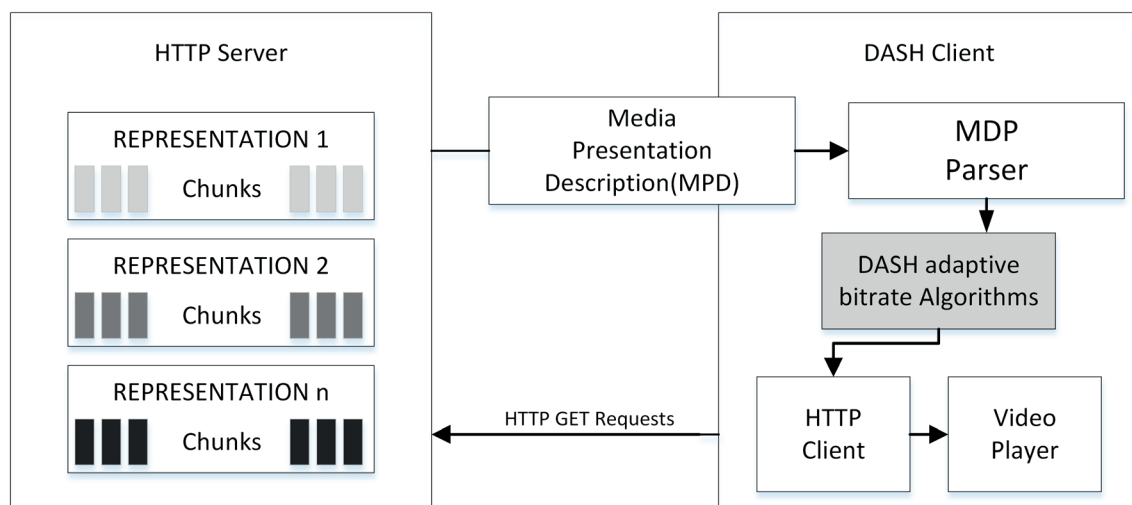 HTTP Server
REPRESENTATION 1
Chunks
REPRESENTATION 2
Chunks
REPRESENTATION n
Chunks
Media
Presentation
Description(MPD)
HTTP GET Requests
DASH Client
MDP
Parser
DASH adaptive
bitrate Algorithms
HTTP
Client
Video
Player